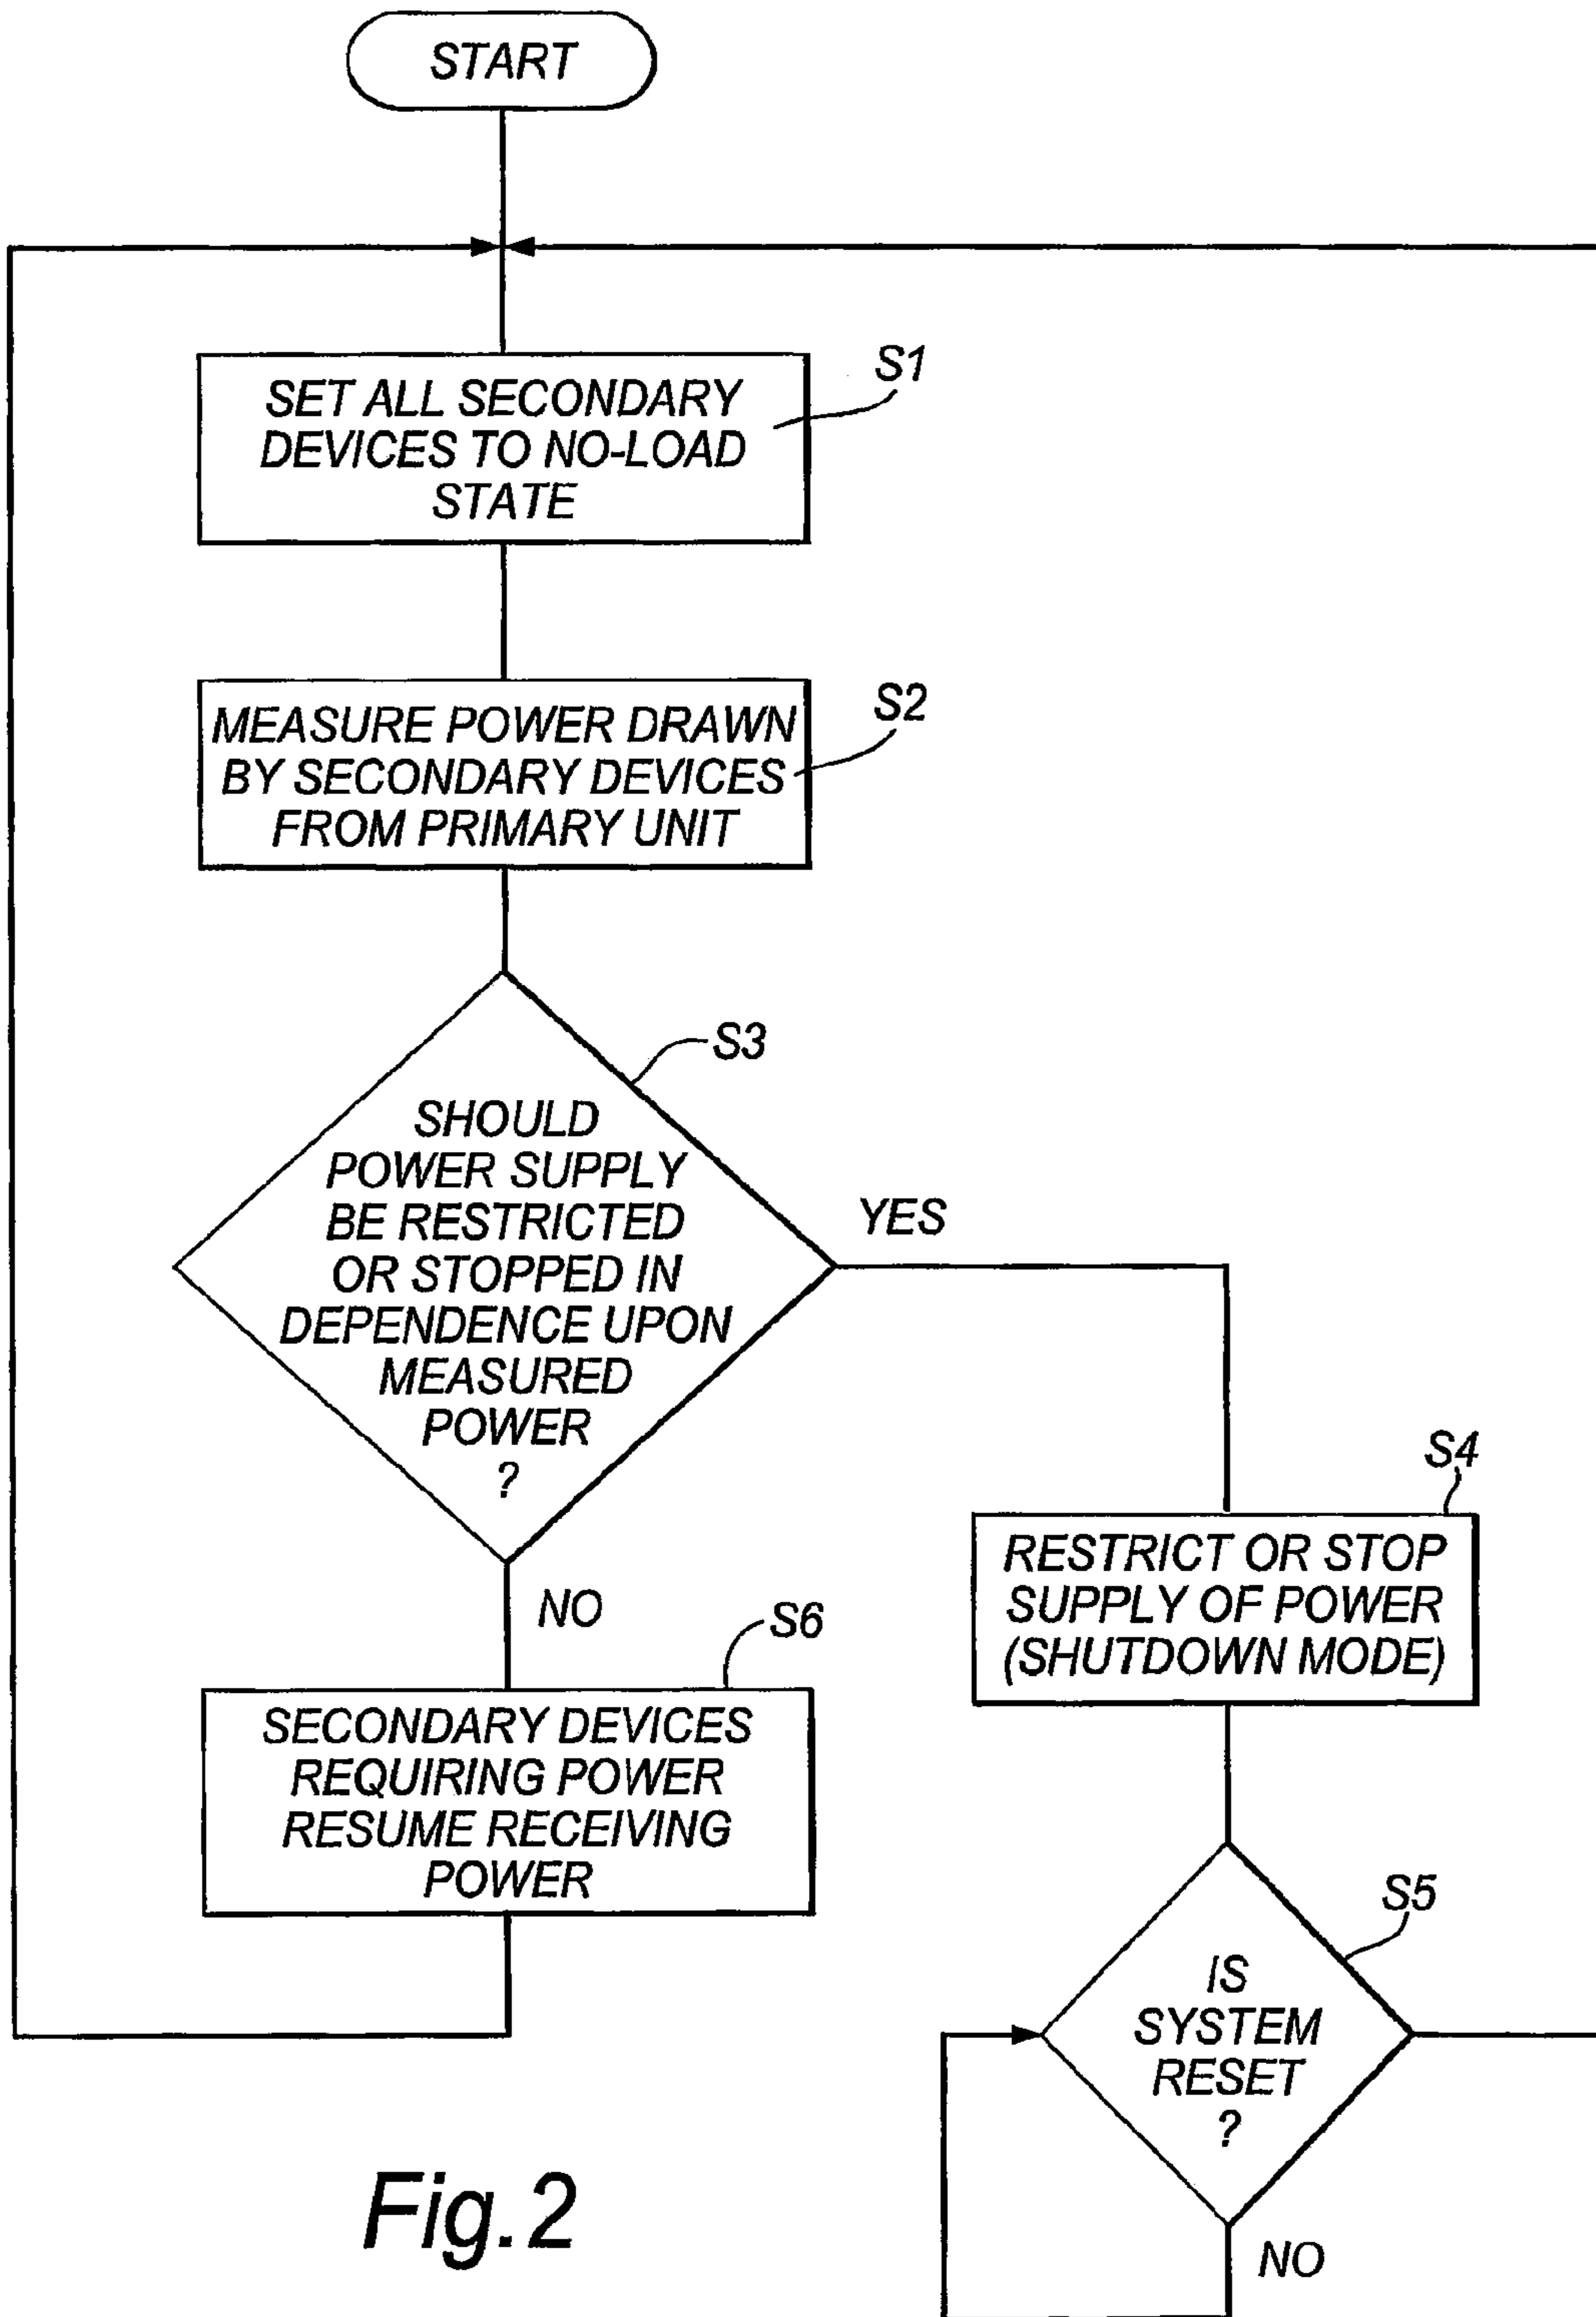 START
S1
SET ALL SECONDARY
DEVICES TO NO-LOAD
STATE
S2
MEASURE POWER DRAWN
BY SECONDARY DEVICES
FROM PRIMARY UNIT
S3
SHOULD
POWER SUPPLY
BE RESTRICTED
OR STOPPED IN
DEPENDENCE UPON
MEASURED
POWER
?
YES
NO
S4
RESTRICT OR STOP
SUPPLY OF POWER
(SHUTDOWN MODE)
S6
SECONDARY DEVICES
REQUIRING POWER
RESUME RECEIVING
POWER
S5
IS
SYSTEM
RESET
?
NO
Fig.2